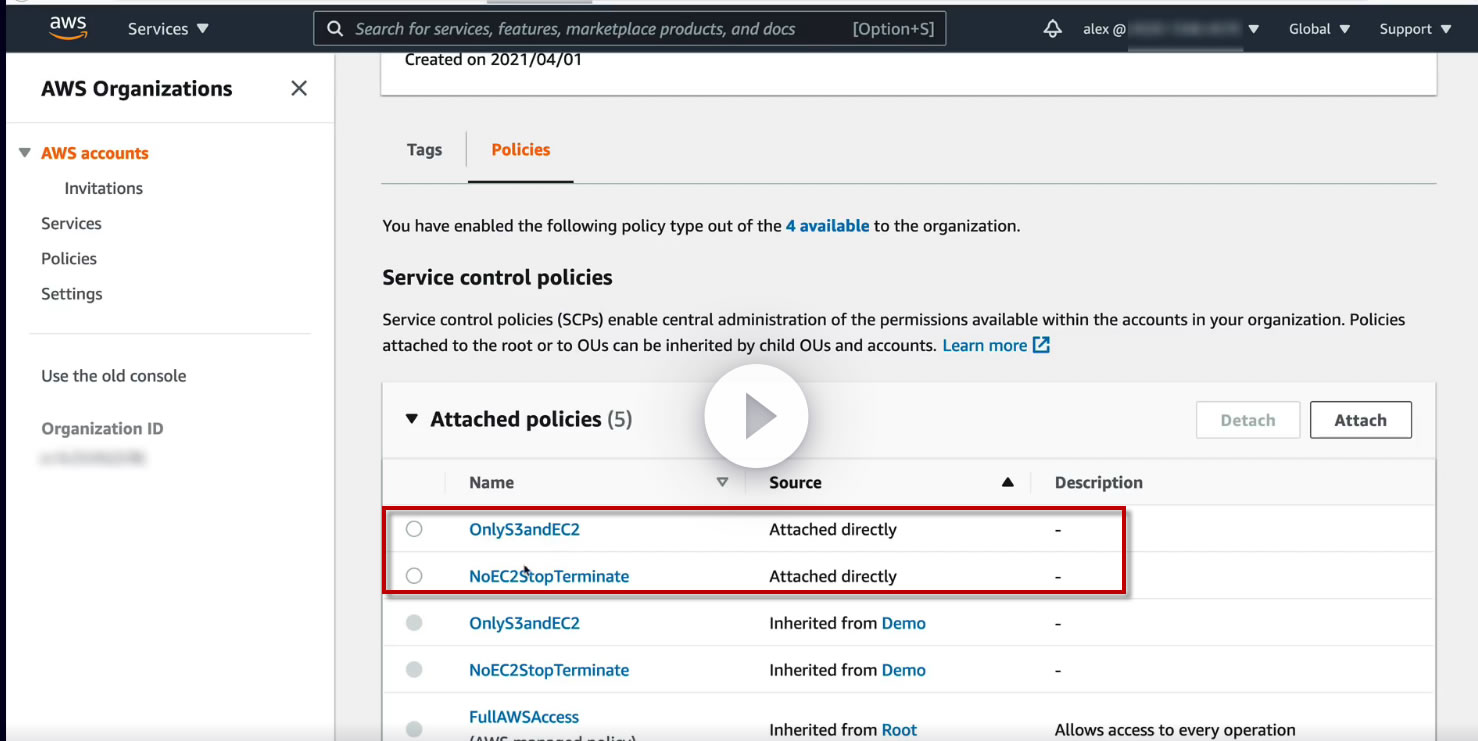 aws
Services
Search for services, features, marketplace products, and docs [Option+S]
alex @
Global
Support
AWS Organizations
AWS accounts
Invitations
Services
Policies
Settings
Use the old console
Organization ID
Created on 2021/04/01
Tags
Policies
You have enabled the following policy type out of the 4 available to the organization.
Service control policies
Service control policies (SCPs) enable central administration of the permissions available within the accounts in your organization. Policies
attached to the root or to OUs can be inherited by child OUs and accounts. Learn more
Attached policies (5)
Detach
Attach
Name Source Description
OnlyS3andEC2 Attached directly -
NoEC2StopTerminate Attached directly -
OnlyS3andEC2 Inherited from Demo -
NoEC2StopTerminate Inherited from Demo -
FullAWSAccess
(AWS managed policy)
Inherited from Root Allows access to every operation